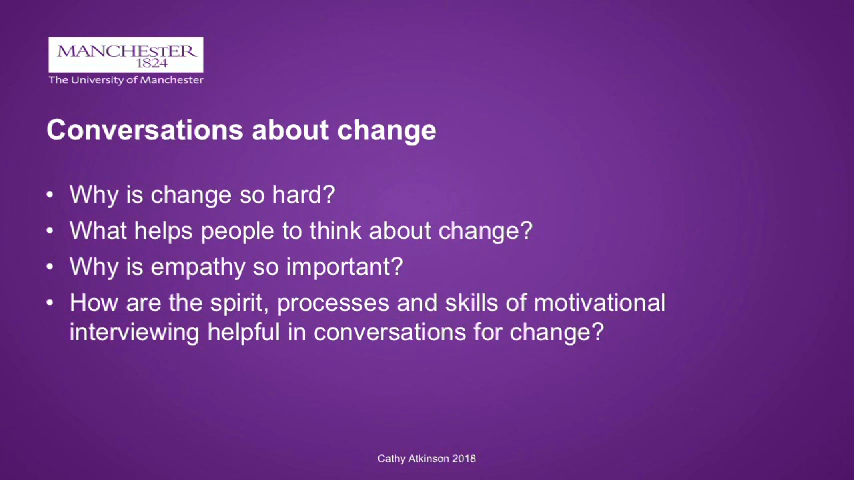 MANCHESTER
1824
The University of Manchester
Conversations about change
• Why is change so hard?
• What helps people to think about change?
• Why is empathy so important?
• How are the spirit, processes and skills of motivational
interviewing helpful in conversations for change?
Cathy Atkinson 2018